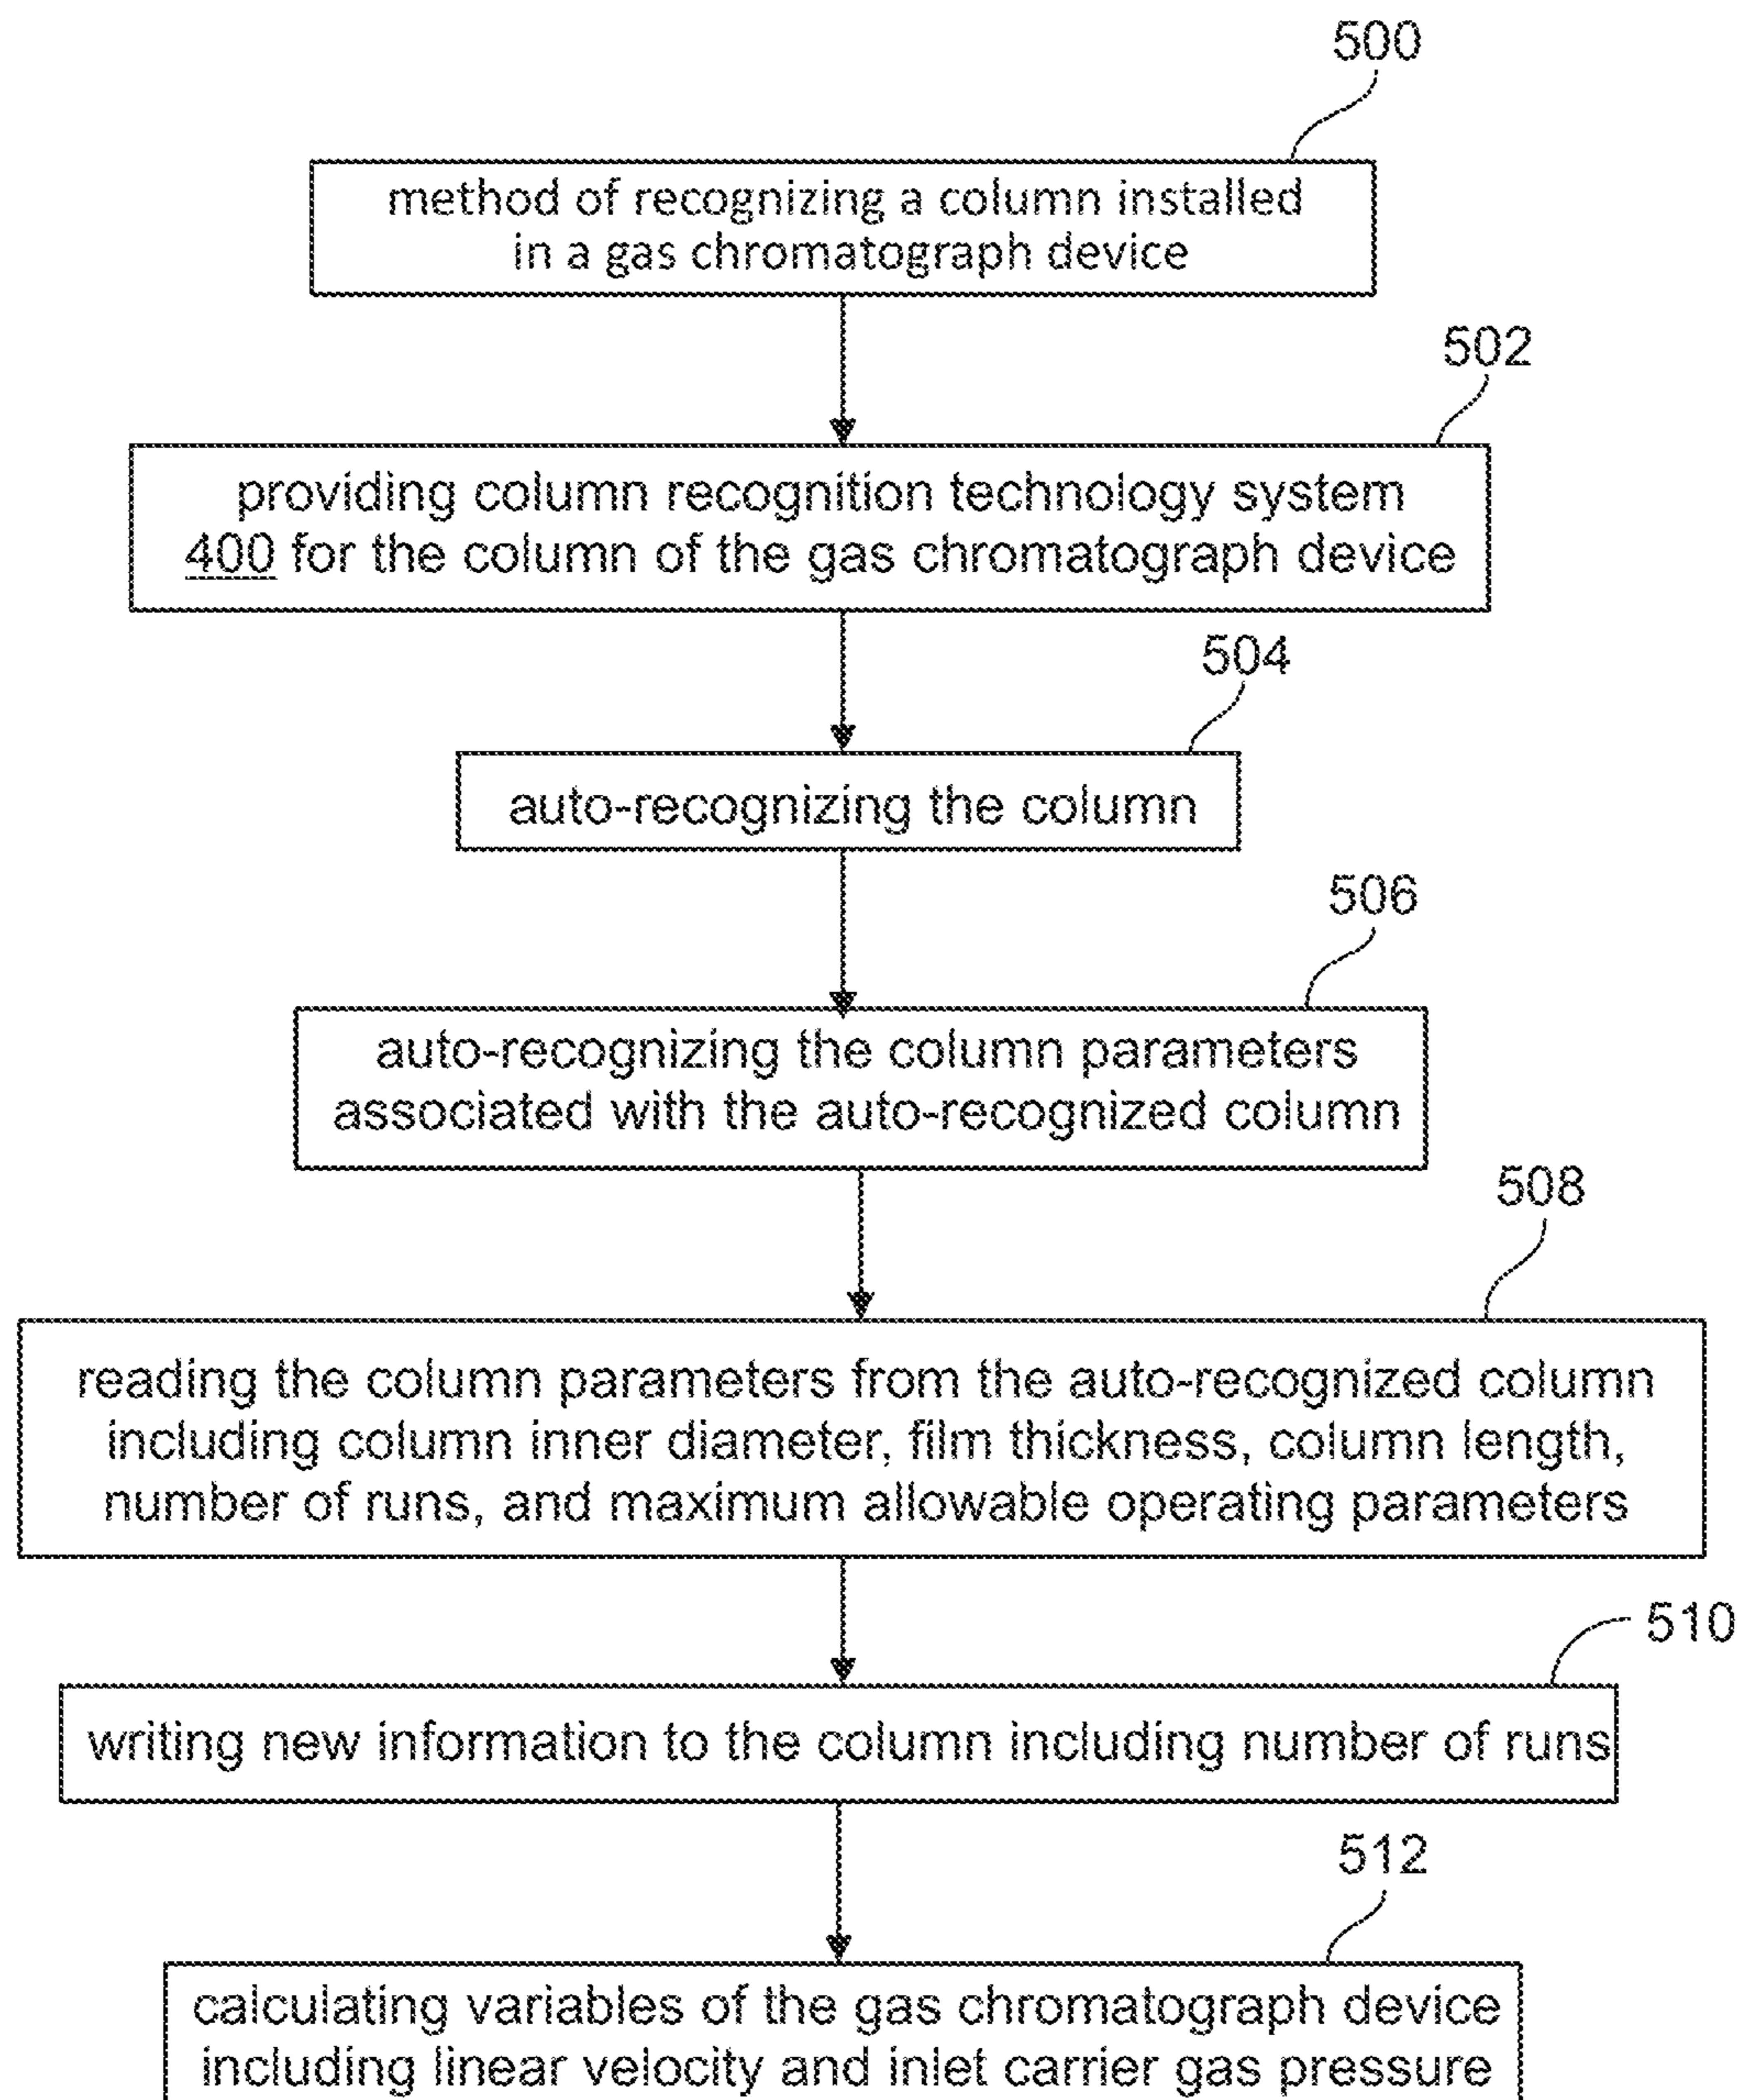 500
method of recognizing a column installed
in a gas chromatograph device
502
providing column recognition technology system
400 for the column of the gas chromatograph device
504
auto-recognizing the column
506
auto-recognizing the column parameters
associated with the auto-recognized column
508
reading the column parameters from the auto-recognized column
including column inner diameter, film thickness, column length,
number of runs, and maximum allowable operating parameters
510
writing new information to the column including number of runs
512
calculating variables of the gas chromatograph device
including linear velocity and inlet carrier gas pressure